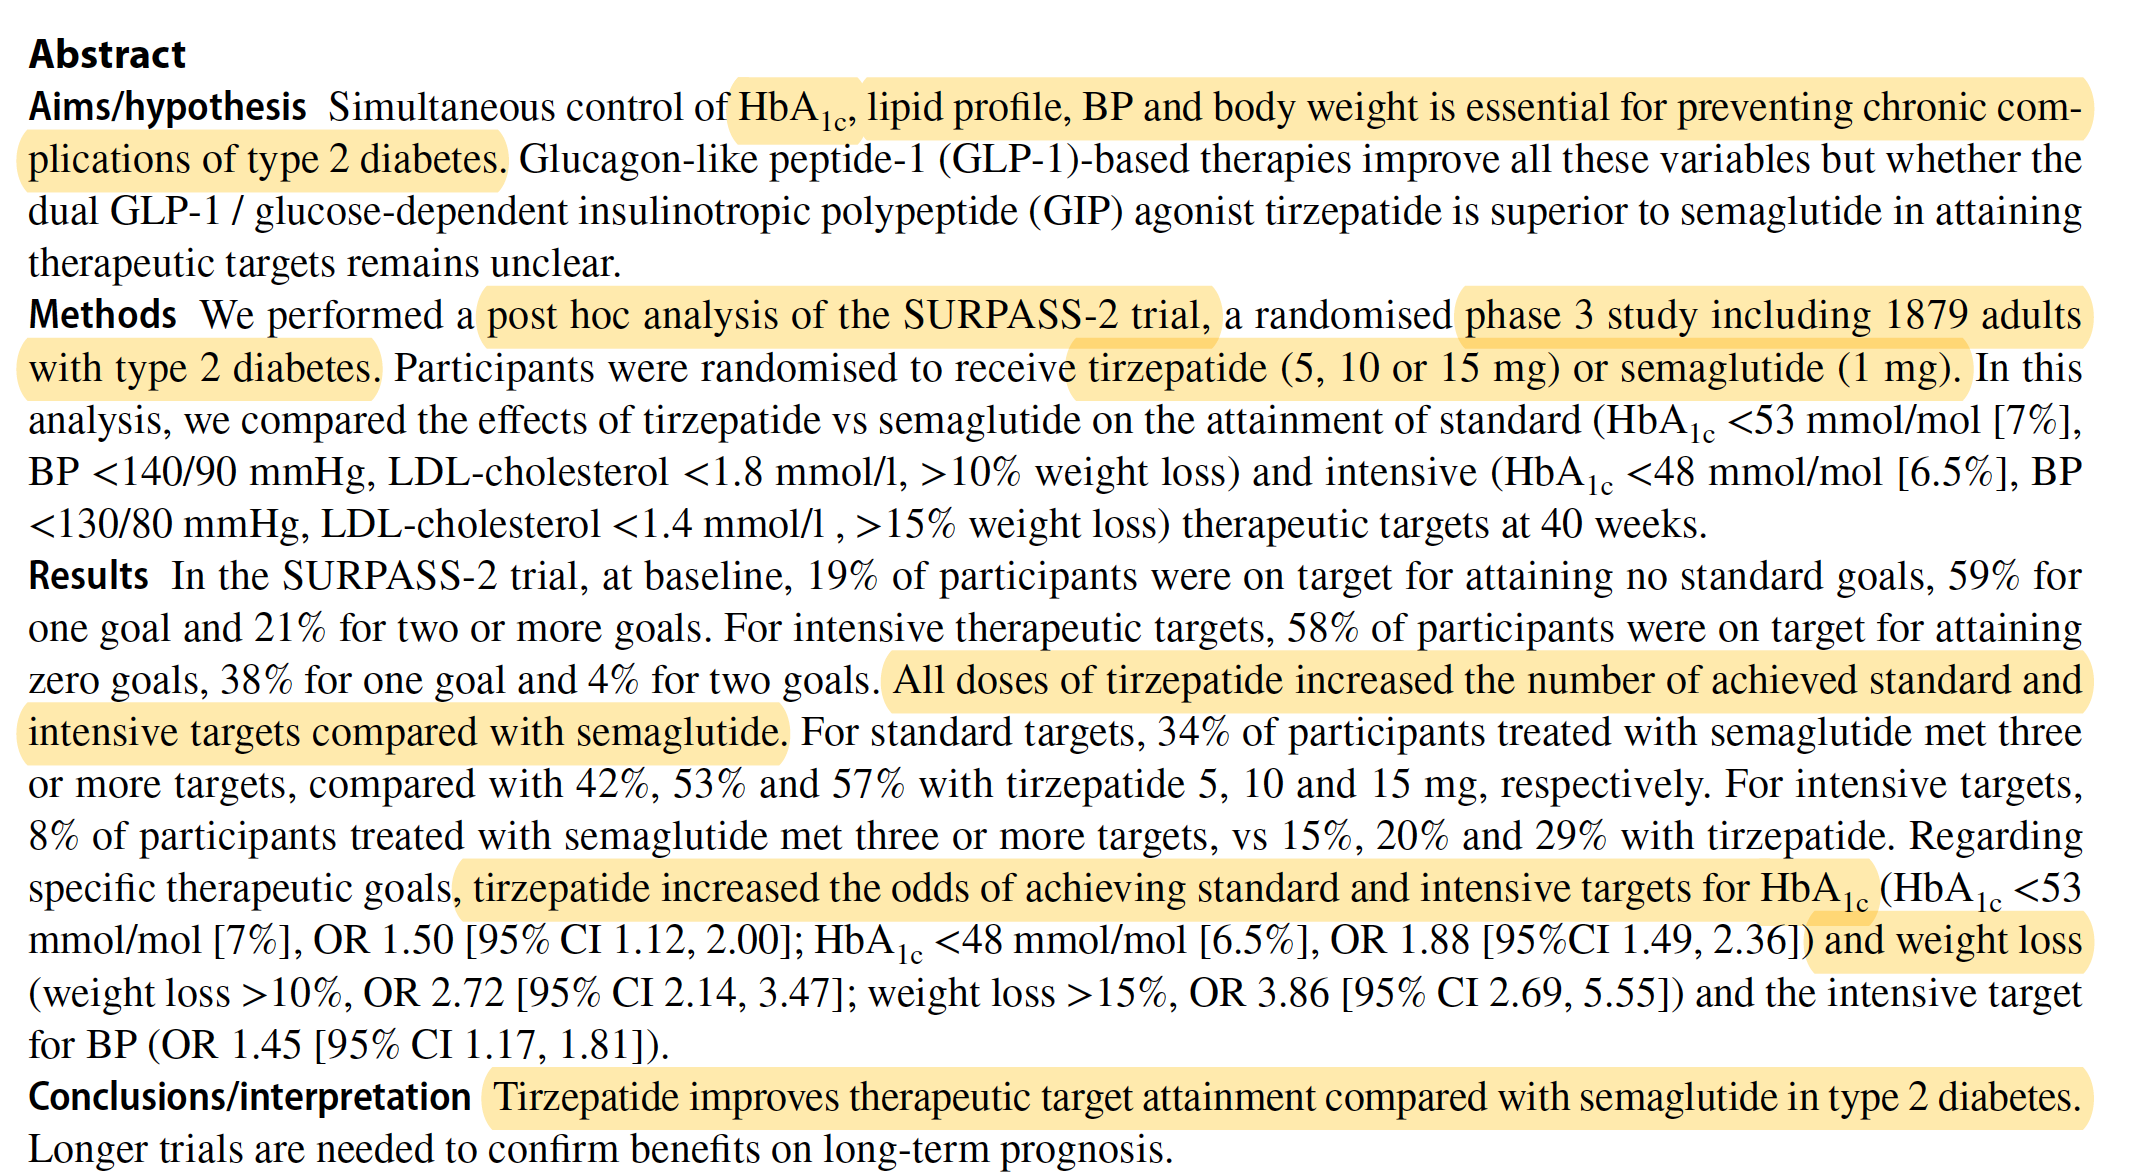 Abstract
Aims/hypothesis Simultaneous control of HbA1c, lipid profile, BP and body weight is essential for preventing chronic com-
plications of type 2 diabetes. Glucagon-like peptide-1 (GLP-1)-based therapies improve all these variables but whether the
dual GLP-1 / glucose-dependent insulinotropic polypeptide (GIP) agonist tirzepatide is superior to semaglutide in attaining
therapeutic targets remains unclear.
Methods We performed a post hoc analysis of the SURPASS-2 trial, a randomised phase 3 study including 1879 adults
with type 2 diabetes. Participants were randomised to receive tirzepatide (5, 10 or 15 mg) or semaglutide (1 mg). In this
analysis, we compared the effects of tirzepatide vs semaglutide on the attainment of standard (HbA1c <53 mmol/mol [7%],
BP <140/90 mmHg, LDL-cholesterol <1.8 mmol/l, >10% weight loss) and intensive (HbA1c <48 mmol/mol [6.5%], BP
<130/80 mmHg, LDL-cholesterol <1.4 mmol/l , >15% weight loss) therapeutic targets at 40 weeks.
Results In the SURPASS-2 trial, at baseline, 19% of participants were on target for attaining no standard goals, 59% for
one goal and 21% for two or more goals. For intensive therapeutic targets, 58% of participants were on target for attaining
zero goals, 38% for one goal and 4% for two goals. All doses of tirzepatide increased the number of achieved standard and
intensive targets compared with semaglutide. For standard targets, 34% of participants treated with semaglutide met three
or more targets, compared with 42%, 53% and 57% with tirzepatide 5, 10 and 15 mg, respectively. For intensive targets,
8% of participants treated with semaglutide met three or more targets, vs 15%, 20% and 29% with tirzepatide. Regarding
specific therapeutic goals, tirzepatide increased the odds of achieving standard and intensive targets for HbA1c (HbA1c <53
mmol/mol [7%], OR 1.50 [95% CI 1.12, 2.00]; HbA1c <48 mmol/mol [6.5%], OR 1.88 [95%CI 1.49, 2.36]) and weight loss
(weight loss >10%, OR 2.72 [95% CI 2.14, 3.47]; weight loss >15%, OR 3.86 [95% CI 2.69, 5.55]) and the intensive target
for BP (OR 1.45 [95% CI 1.17, 1.81]).
Conclusions/interpretation Tirzepatide improves therapeutic target attainment compared with semaglutide in type 2 diabetes.
Longer trials are needed to confirm benefits on long-term prognosis.